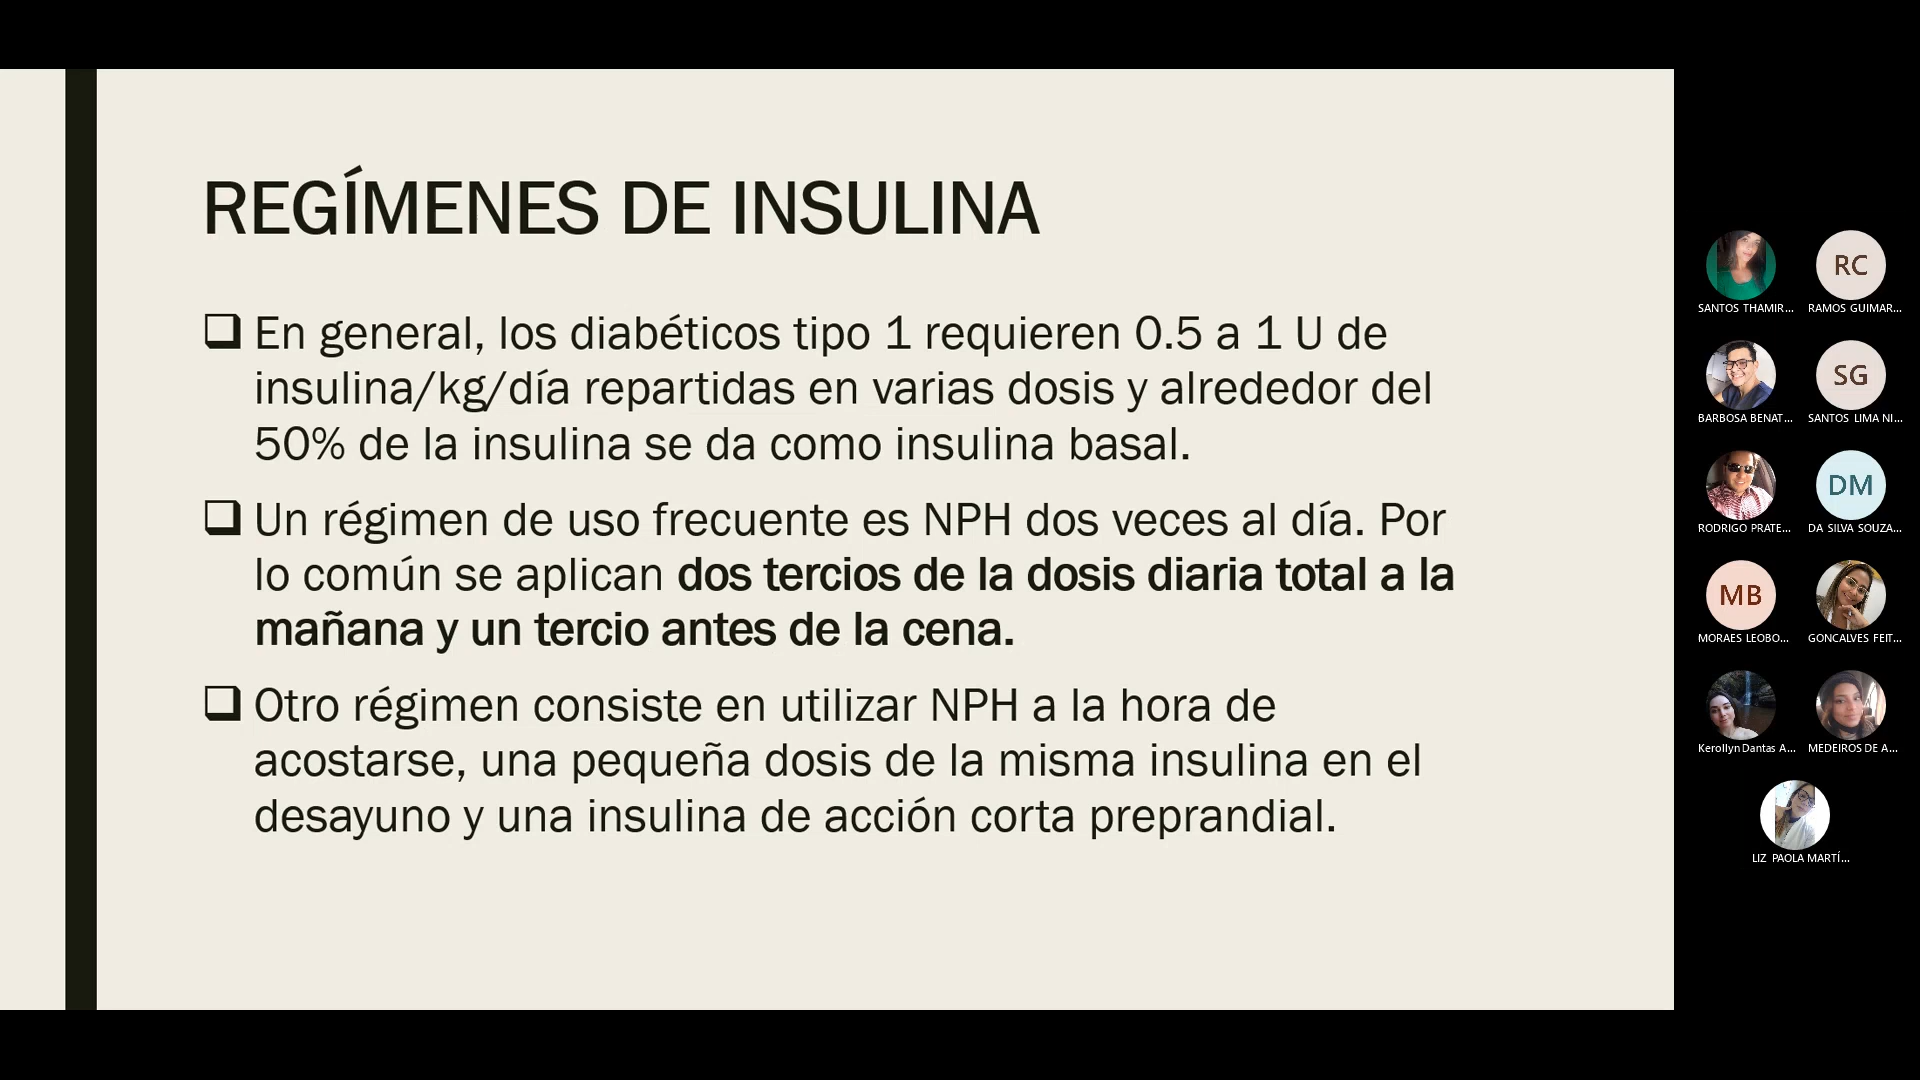 REGÍMENES DE INSULINA
En general, los diabéticos tipo 1 requieren 0.5 a 1 U de
insulina/kg/día repartidas en varias dosis y alrededor del
50% de la insulina se da como insulina basal.
Un régimen de uso frecuente es NPH dos veces al día. Por
lo común se aplican dos tercios de la dosis diaria total a la
mañana y un tercio antes de la cena.
Otro régimen consiste en utilizar NPH a la hora de
acostarse, una pequeña dosis de la misma insulina en el
desayuno y una insulina de acción corta preprandial.
RC
SANTOS THAMIR...
RAMOS GUIMAR...
SG
BARBOSA BENAT...
SANTOS LIMA NI...
DM
RODRIGO PRATE...
DA SILVA SOUZA...
MB
MORAES LEOBO...
GONCALVES FEIT...
Kerollyn Dantas A...
MEDEIROS DE A...
LIZ PAOLA MARTÍ...